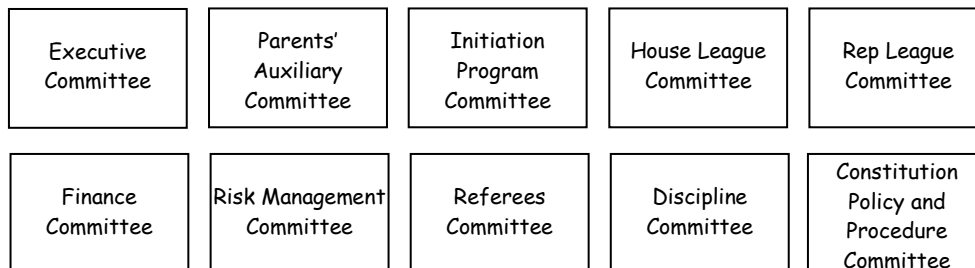 Executive
Committee
Parents'
Auxiliary
Committee
Initiation
Program
Committee
House League
Committee
Rep League
Committee
Finance
Committee
Risk Management
Committee
Referees
Committee
Discipline
Committee
Constitution
Policy and
Procedure
Committee